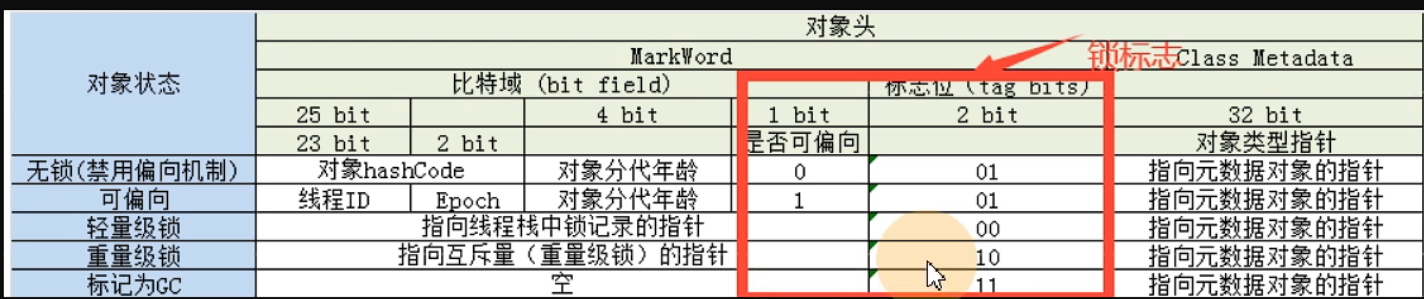 对象头
MarkWord 锁标志 Class Metadata
对象状态 比特域 (bit field) 标志位 (tag bits)
25 bit 4 bit 1 bit 2 bit 32 bit
23 bit 2 bit 是否可偏向 对象类型指针
无锁(禁用偏向机制) 对象hashCode 对象分代年龄 0 01 指向元数据对象的指针
可偏向 线程ID Epoch 对象分代年龄 1 01 指向元数据对象的指针
轻量级锁 指向线程栈中锁记录的指针 00 指向元数据对象的指针
重量级锁 指向互斥量（重量级锁）的指针 10 指向元数据对象的指针
标记为GC 空 11 指向元数据对象的指针